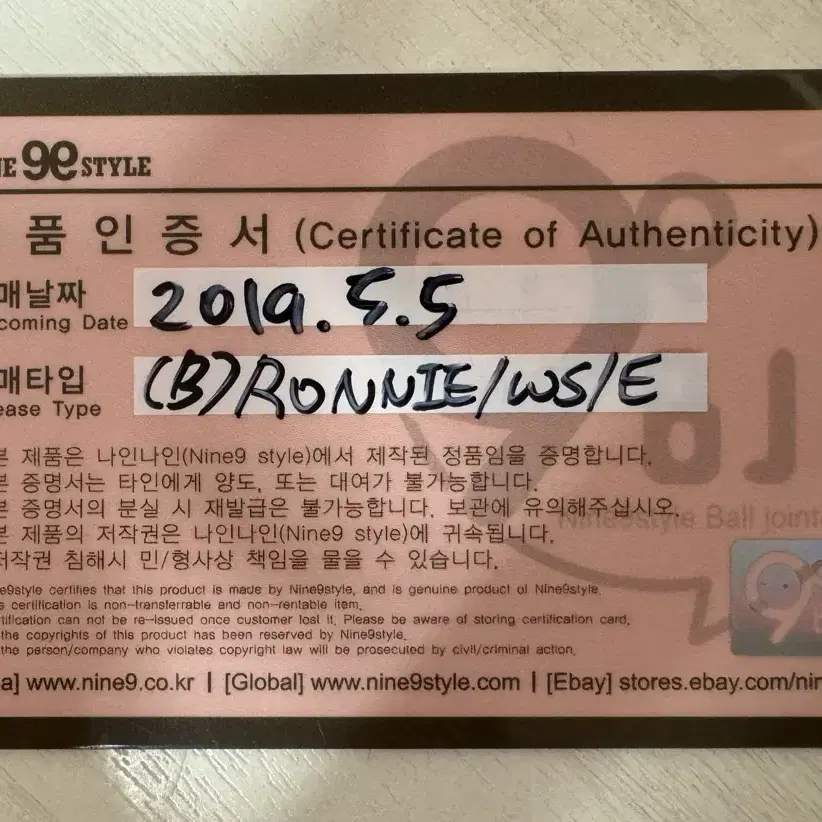 NE 99 STYLE
품 인 증 서 (Certificate of Authenticity)
매날짜 2019.5.5
coming Date
매타입 (B)RONNIE/WS/E
ease Type
본 제품은 나인나인(Nine9 style)에서 제작된 정품임을 증명합니다.
본 증명서는 타인에게 양도, 또는 대여가 불가능합니다.
본 증명서의 분실 시 재발급은 불가능합니다. 보관에 유의해주십시오.
본 제품의 저작권은 나인나인(Nine9 style)에 귀속됩니다.
저작권 침해시 민/형사상 책임을 물을 수 있습니다.
Nine9style Ball joint
e9style certifies that this product is made by Nine9style, and is genuine product of Nine9style.
s certification is non-transferrable and non-rentable item.
tification can not be re-issued once customer lost it. Please be aware of storing certification card.
the copyrights of this product has been reserved by Nine9style.
the person/company who violates copyright law will be prosecuted by civil/criminal action.
a] www.nine9.co.kr | [Global] www.nine9style.com | [Ebay] stores.ebay.com/nin